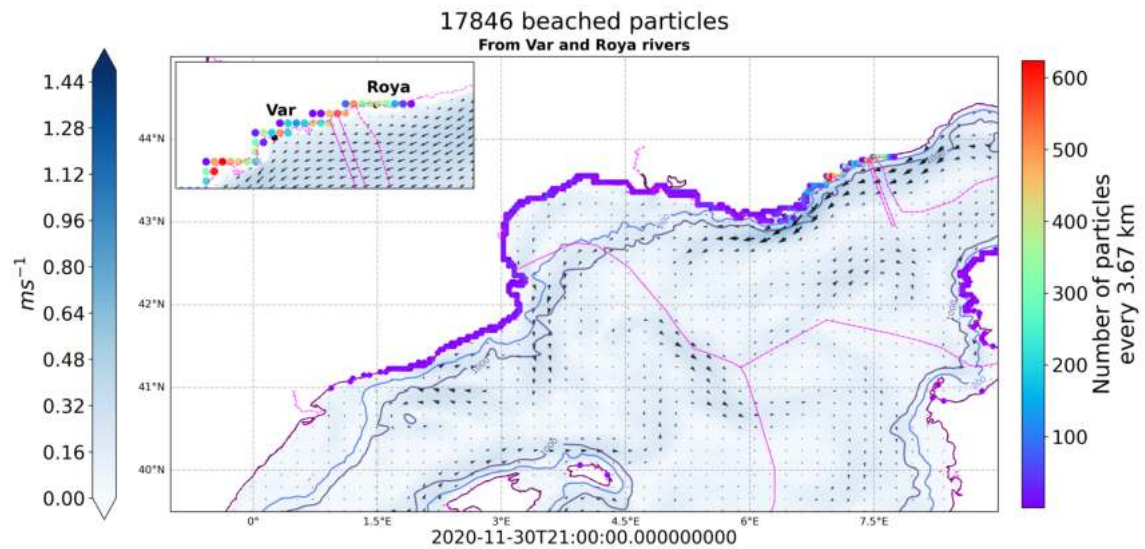 17846 beached particles
From Var and Roya rivers
1.44
1.28
1.12
0.96
0.80
0.64
0.48
0.32
0.16
0.00
ms⁻¹
Var
Roya
44°N
43°N
42°N
41°N
40°N
1000
1000
1000
0°
1.5°E
3°E
4.5°E
6°E
7.5°E
2020-11-30T21:00:00.000000000
600
500
400
300
200
100
Number of particles
every 3.67 km